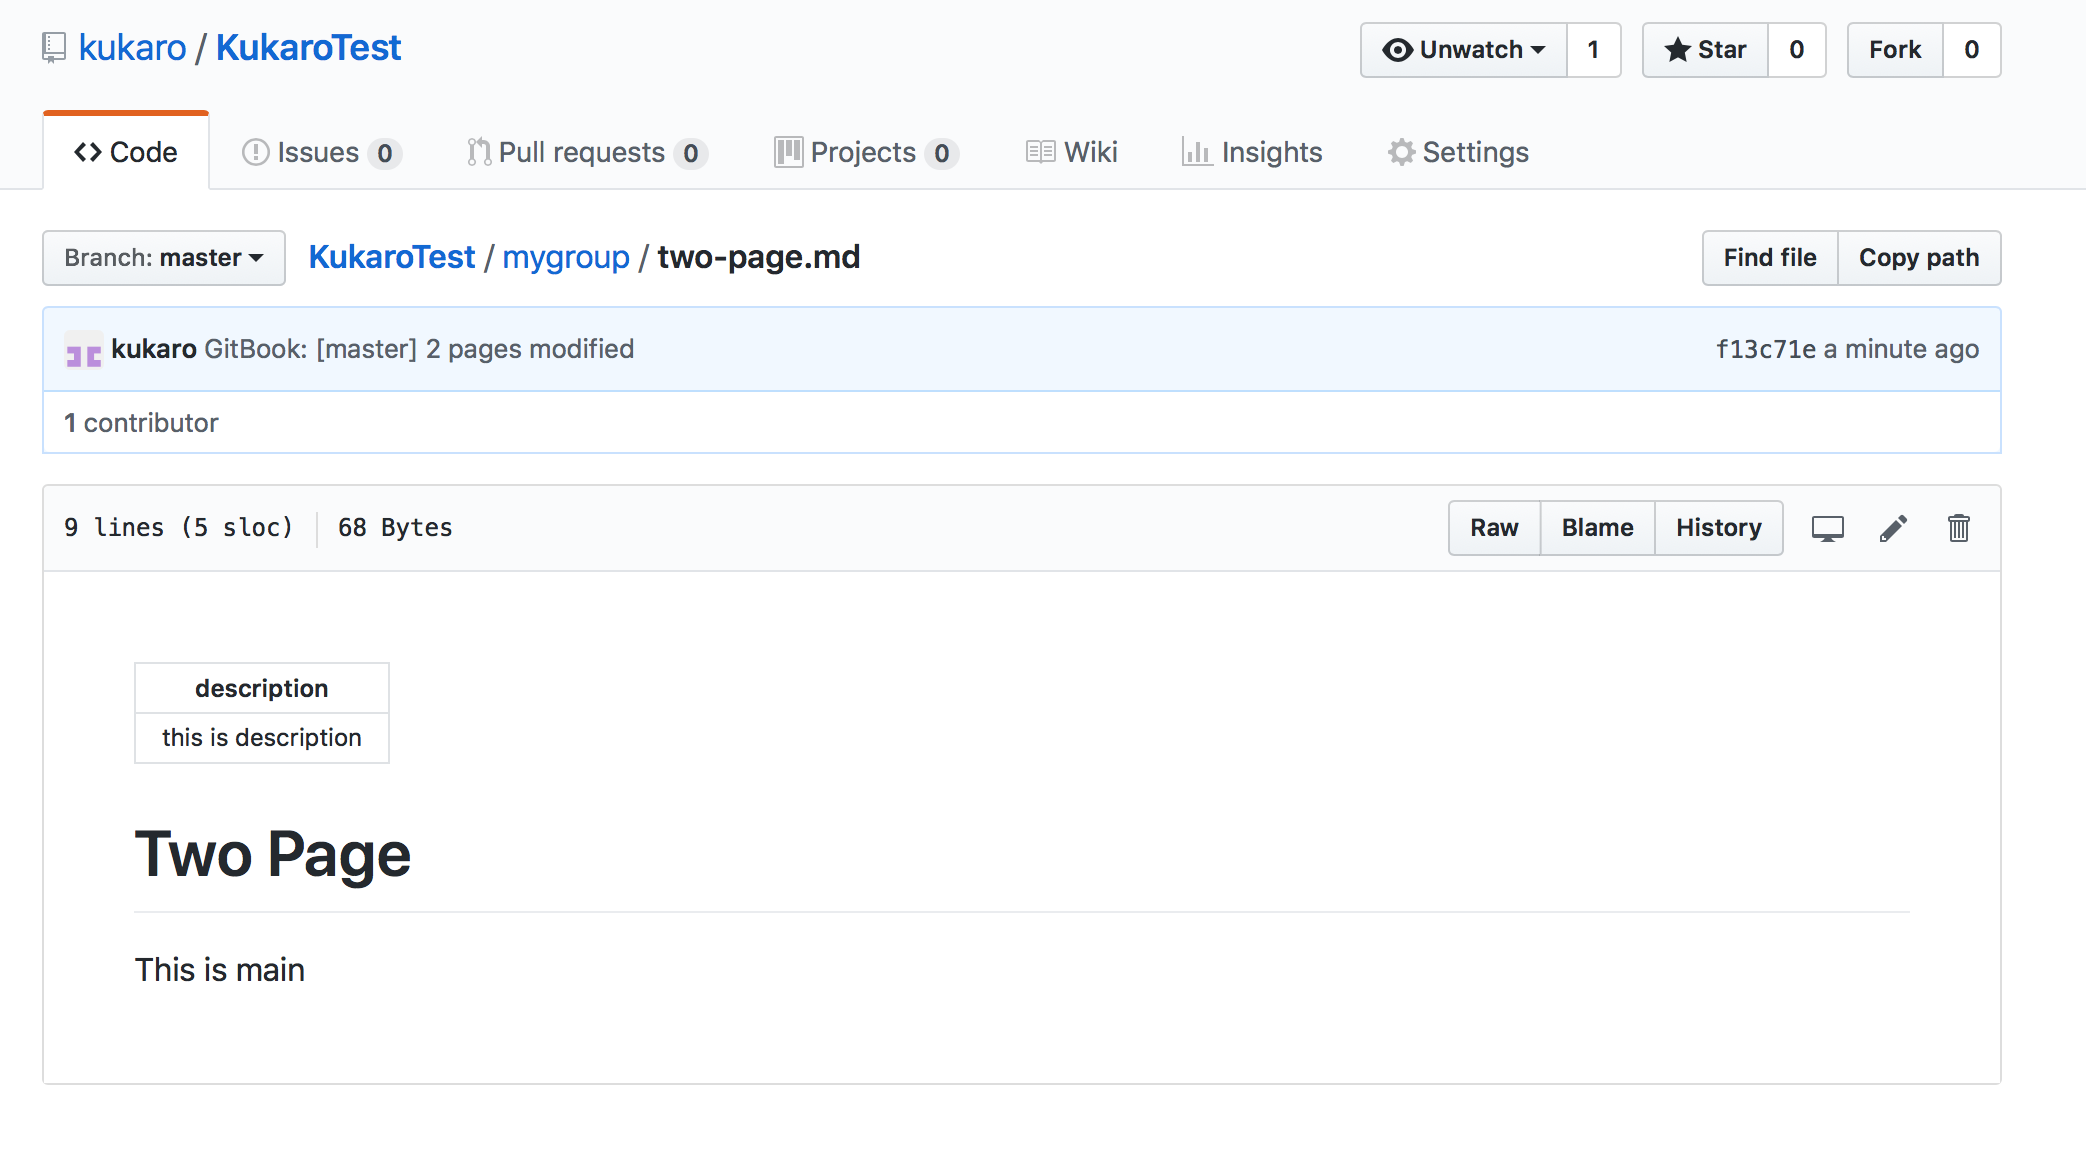 kukaro / KukaroTest
Unwatch 1 Star 0 Fork 0
Code Issues 0 Pull requests 0 Projects 0 Wiki Insights Settings
Branch: master KukaroTest / mygroup / two-page.md Find file Copy path
kukaro GitBook: [master] 2 pages modified f13c71e a minute ago
1 contributor
9 lines (5 sloc) 68 Bytes Raw Blame History
description
this is description
Two Page
This is main